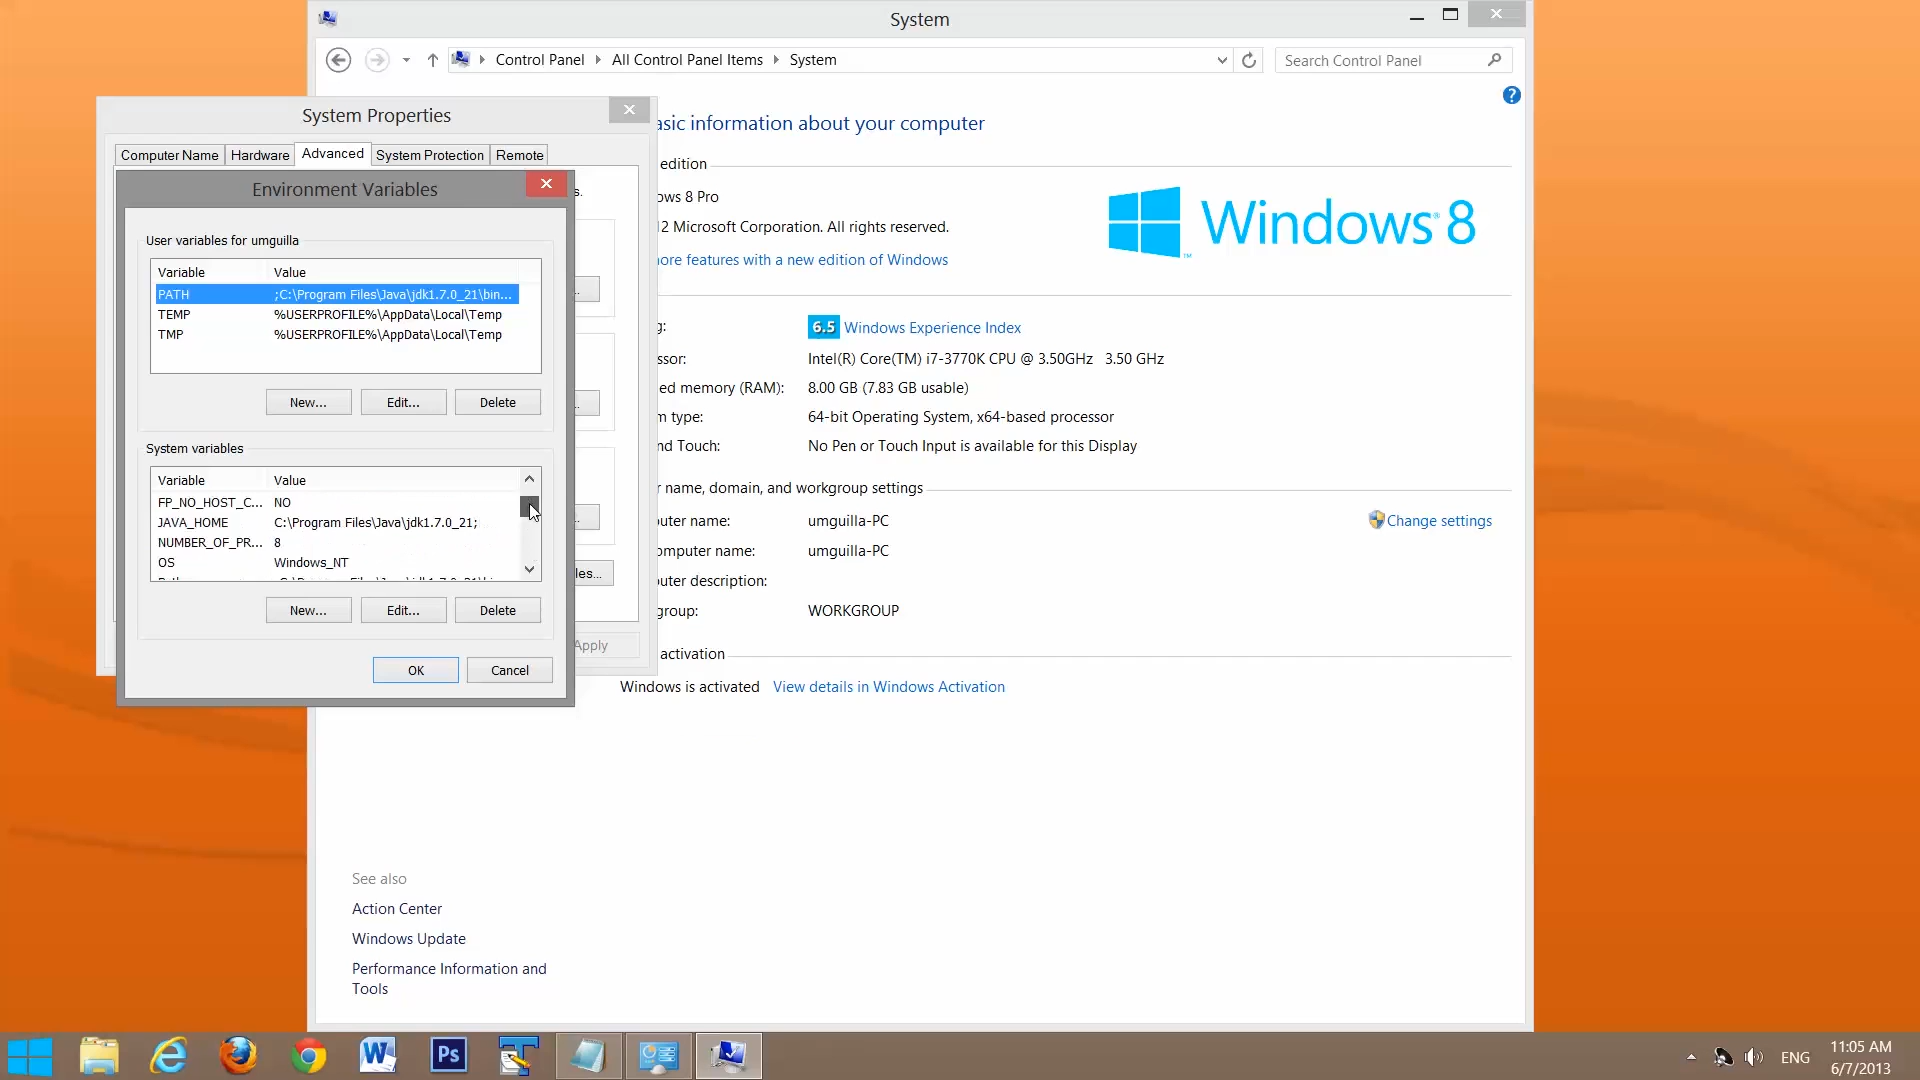 System
Control Panel All Control Panel Items System
Search Control Panel
System Properties
asic information about your computer
Computer Name Hardware Advanced System Protection Remote
edition
Environment Variables
s.
ows 8 Pro
12 Microsoft Corporation. All rights reserved.
Windows 8
™
User variables for umguilla
ore features with a new edition of Windows
Variable Value
PATH ;C:\Program Files\Java\jdk1.7.0_21\bin...
TEMP %USERPROFILE%\AppData\Local\Temp
TMP %USERPROFILE%\AppData\Local\Temp
g:
6.5 Windows Experience Index
ssor:
Intel(R) Core(TM) i7-3770K CPU @ 3.50GHz 3.50 GHz
ed memory (RAM):
8.00 GB (7.83 GB usable)
New... Edit... Delete
m type:
64-bit Operating System, x64-based processor
nd Touch:
No Pen or Touch Input is available for this Display
System variables
Variable Value
FP_NO_HOST_C... NO
JAVA_HOME C:\Program Files\Java\jdk1.7.0_21;
NUMBER_OF_PR... 8
OS Windows_NT
r name, domain, and workgroup settings
uter name:
umguilla-PC
Change settings
omputer name:
umguilla-PC
les...
uter description:
New... Edit... Delete
group:
WORKGROUP
Apply
activation
OK Cancel
Windows is activated View details in Windows Activation
See also
Action Center
Windows Update
Performance Information and
Tools
W
Ps
ENG
11:05 AM
6/7/2013